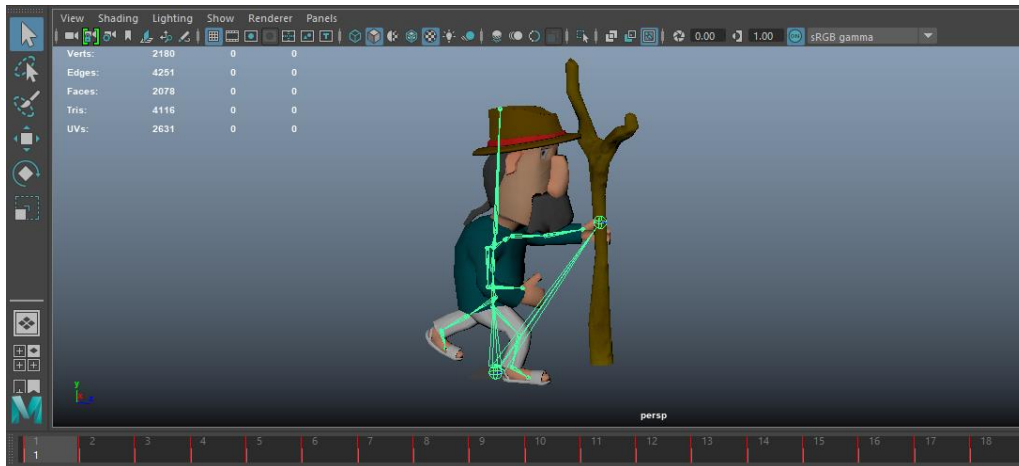 View Shading Lighting Show Renderer Panels
0.00 1.00 ON sRGB gamma
Verts: 2180 0 0
Edges: 4251 0 0
Faces: 2078 0 0
Tris: 4116 0 0
UVs: 2631 0 0
y
persp
M
1 2 3 4 5 6 7 8 9 10 11 12 13 14 15 16 17 18
1